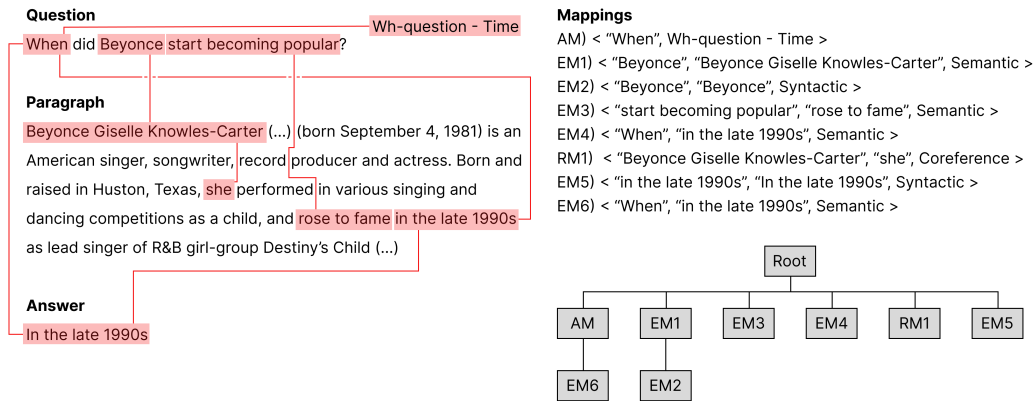 Question
Wh-question - Time
When did Beyonce start becoming popular?
Paragraph
Beyonce Giselle Knowles-Carter (...) (born September 4, 1981) is an
American singer, songwriter, record producer and actress. Born and
raised in Huston, Texas, she performed in various singing and
dancing competitions as a child, and rose to fame in the late 1990s
as lead singer of R&B girl-group Destiny’s Child (...)
Answer
In the late 1990s
Mappings
AM) < “When”, Wh-question - Time >
EM1) < “Beyonce”, “Beyonce Giselle Knowles-Carter”, Semantic >
EM2) < “Beyonce”, “Beyonce”, Syntactic >
EM3) < “start becoming popular”, “rose to fame”, Semantic >
EM4) < “When”, “in the late 1990s”, Semantic >
RM1) < “Beyonce Giselle Knowles-Carter”, “she”, Coreference >
EM5) < “in the late 1990s”, “In the late 1990s”, Syntactic >
EM6) < “When”, “in the late 1990s”, Semantic >
Root
AM EM1 EM3 EM4 RM1 EM5
EM6 EM2